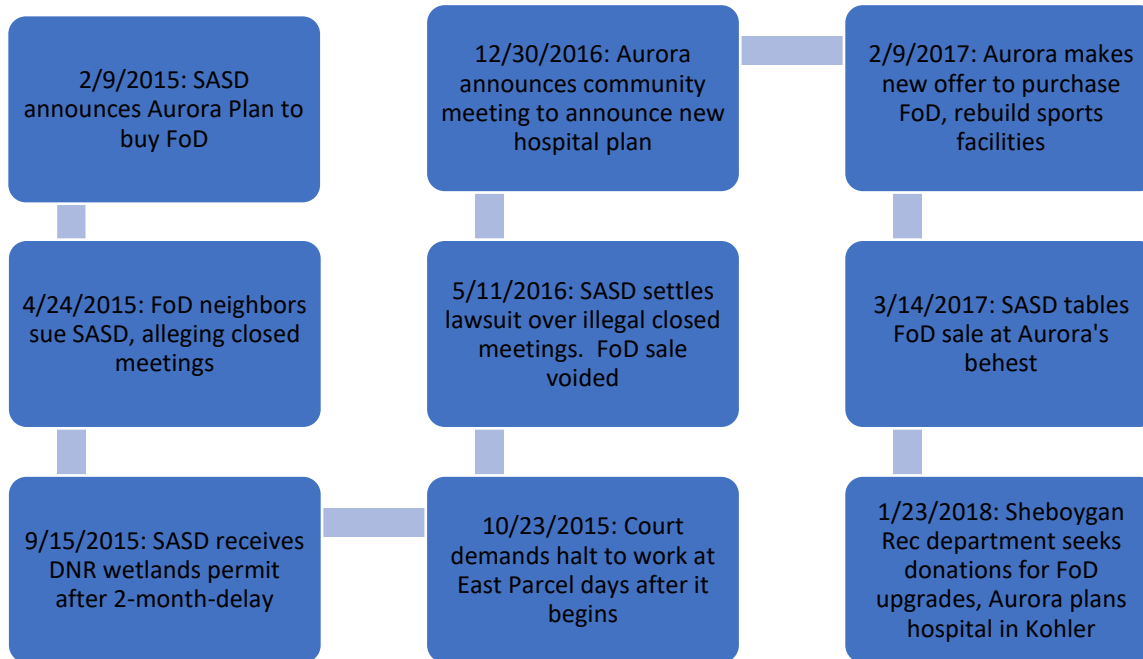 2/9/2015: SASD
announces Aurora Plan to
buy FoD
4/24/2015: FoD neighbors
sue SASD, alleging closed
meetings
9/15/2015: SASD receives
DNR wetlands permit
after 2-month-delay
10/23/2015: Court
demands halt to work at
East Parcel days after it
begins
5/11/2016: SASD settles
lawsuit over illegal closed
meetings.  FoD sale
voided
12/30/2016: Aurora
announces community
meeting to announce new
hospital plan
2/9/2017: Aurora makes
new offer to purchase
FoD, rebuild sports
facilities
3/14/2017: SASD tables
FoD sale at Aurora's
behest
1/23/2018: Sheboygan
Rec department seeks
donations for FoD
upgrades, Aurora plans
hospital in Kohler